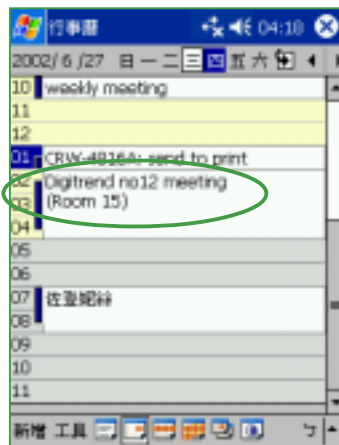 行事曆 04:18
2002/ 6 /27 日 一 二 三 四 五 六
10 weekly meeting
11
12
01 CRW-4816A: send to print
02 Digitrend no12 meeting
03 (Room 15)
04
05
06
07 佐登妮絲
08
09
10
11
新增 工具 ㄅ